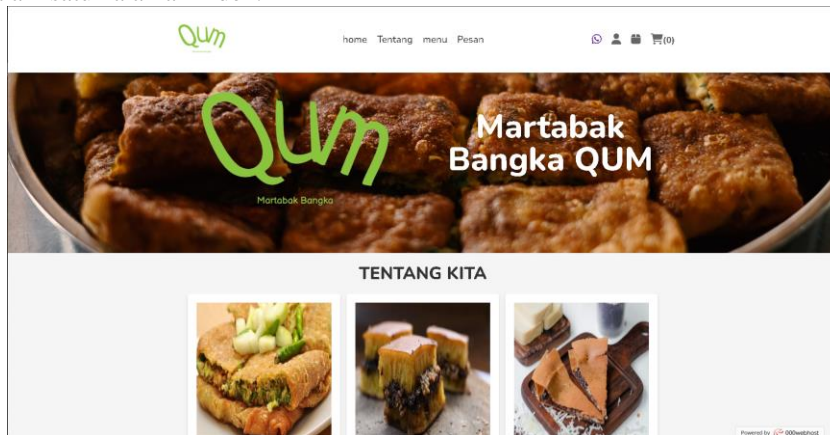 Qum
home Tentang menu Pesan
(0)
Qum
Martabak Bangka
Martabak
Bangka QUM
TENTANG KITA
Powered by 000webhost